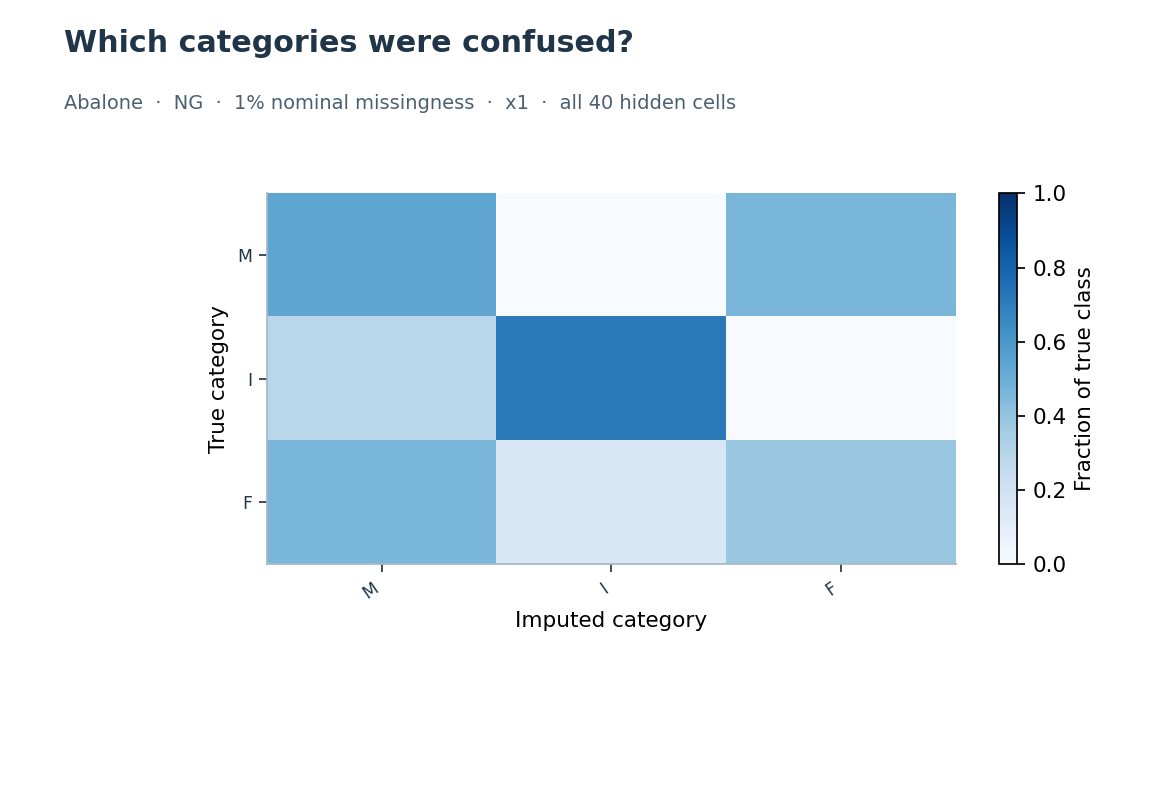 Which categories were confused?
Abalone · NG · 1% nominal missingness · x1 · all 40 hidden cells
True category
M
I
F
M
I
F
Imputed category
1.0
0.8
0.6
0.4
0.2
0.0
Fraction of true class